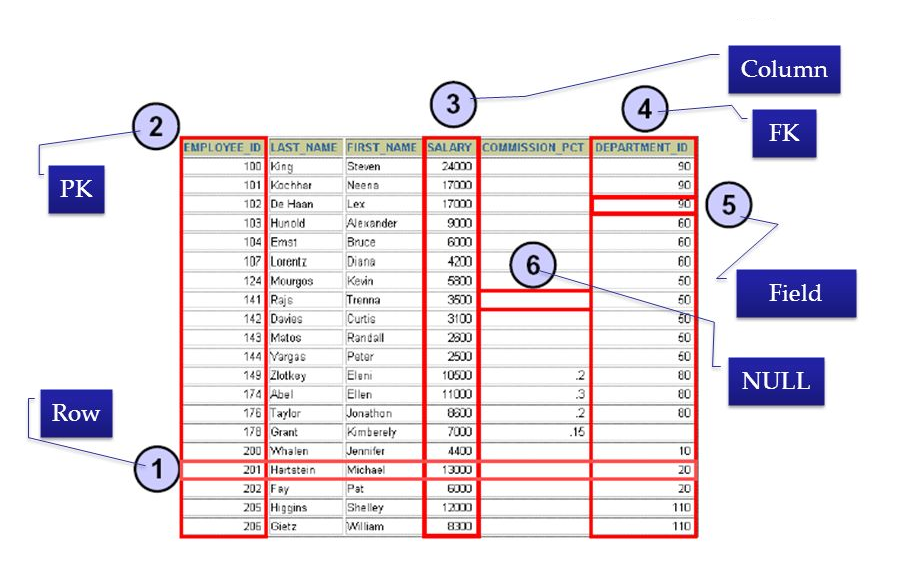 Column
3
4
FK
2
PK
EMPLOYEE_ID LAST_NAME FIRST_NAME SALARY COMMISSION_PCT DEPARTMENT_ID
100 King Steven 24000 90
101 Kochhar Neena 17000 90
102 De Haan Lex 17000 90
5
103 Hunold Alexander 9000 60
104 Ernst Bruce 6000 60
107 Lorentz Diana 4200 60
6
124 Mourgos Kevin 5800 50
Field
141 Rajs Trenna 3500 50
142 Davies Curtis 3100 50
143 Matos Randall 2600 50
144 Vargas Peter 2500 50
NULL
149 Zlotkey Eleni 10500 .2 80
174 Abel Ellen 11000 .3 80
Row
176 Taylor Jonathon 8600 .2 80
178 Grant Kimberely 7000 .15
200 Whalen Jennifer 4400 10
1
201 Hartstein Michael 13000 20
202 Fay Pat 6000 20
205 Higgins Shelley 12000 110
206 Gietz William 8300 110